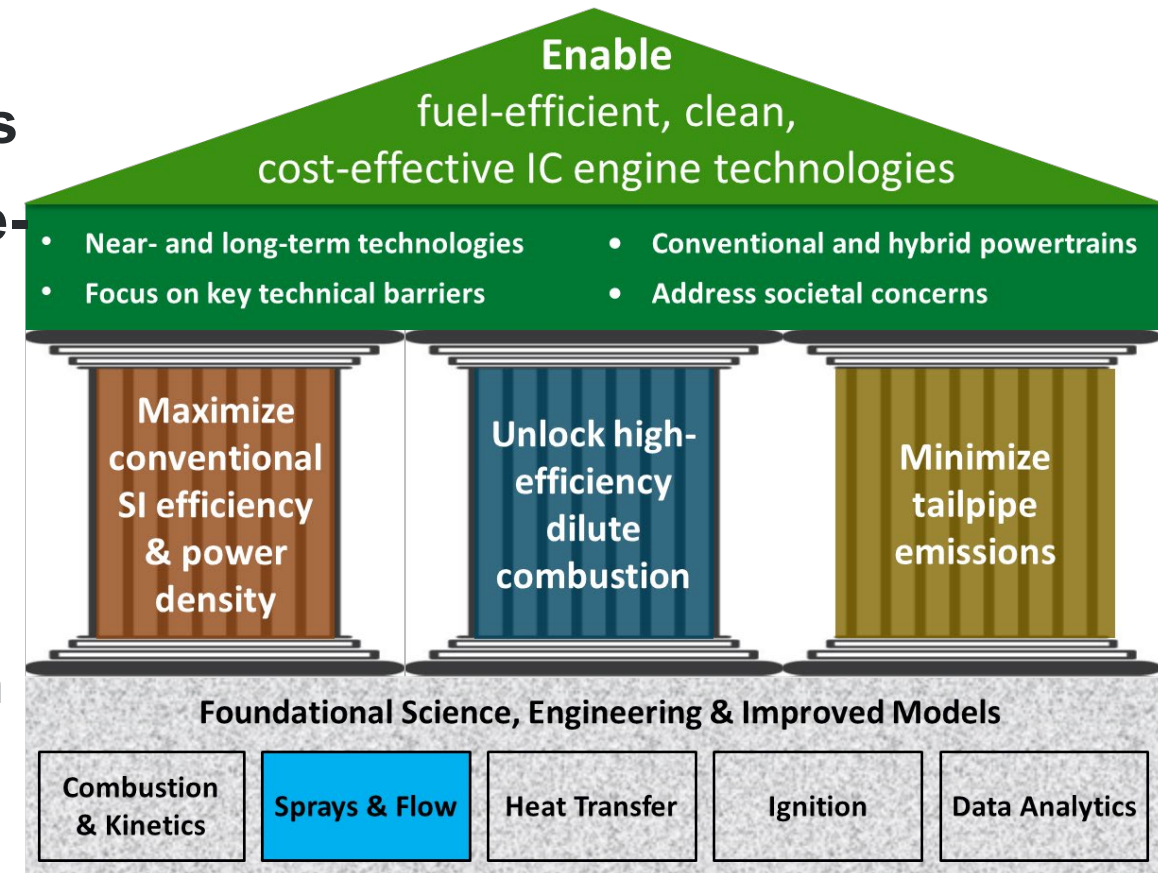 Enable
fuel-efficient, clean,
cost-effective IC engine technologies
• Near- and long-term technologies
• Focus on key technical barriers
• Conventional and hybrid powertrains
• Address societal concerns
Maximize
conventional
SI efficiency
& power
density
Unlock high-
efficiency
dilute
combustion
Minimize
tailpipe
emissions
Foundational Science, Engineering & Improved Models
Combustion
& Kinetics
Sprays & Flow
Heat Transfer
Ignition
Data Analytics